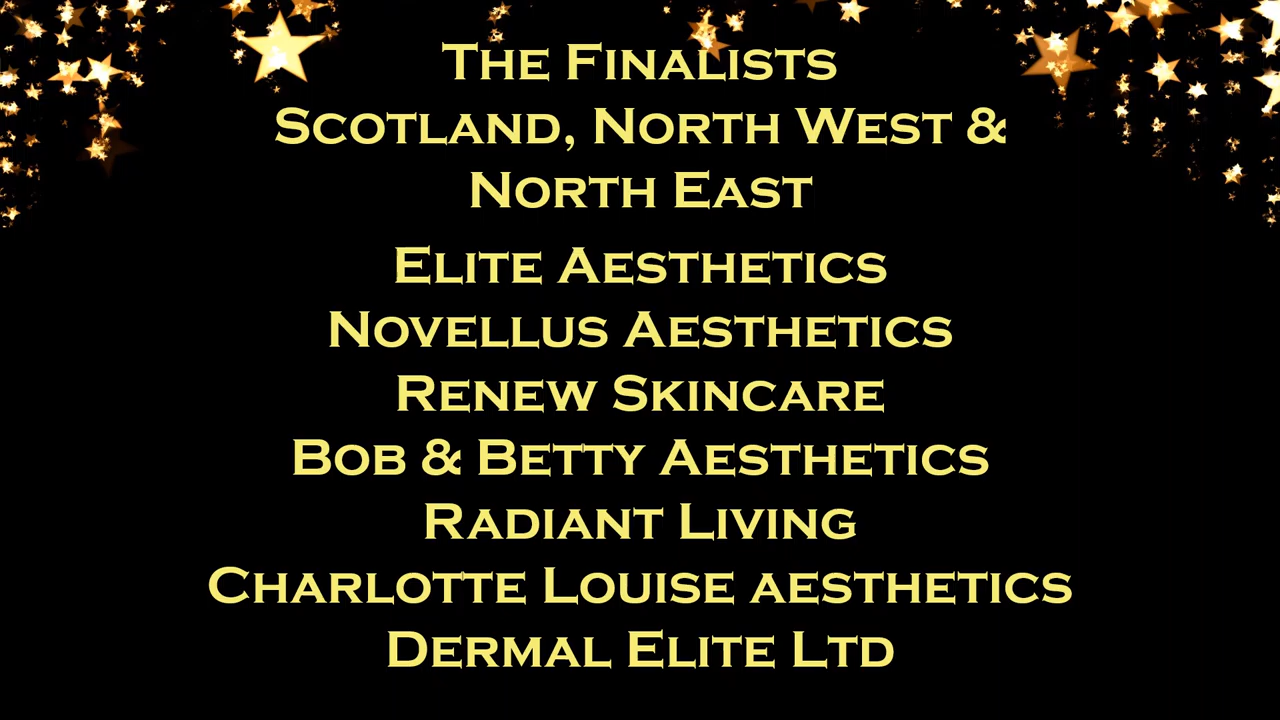 The Finalists
Scotland, North West &
North East
Elite Aesthetics
Novellus Aesthetics
Renew Skincare
Bob & Betty Aesthetics
Radiant Living
Charlotte Louise aesthetics
Dermal Elite Ltd